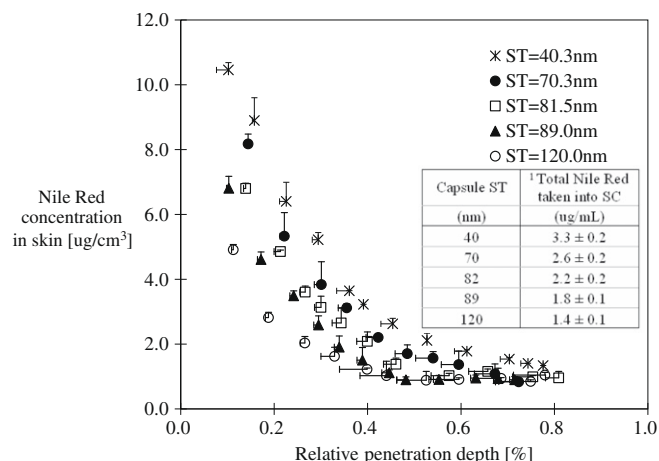 12.0
10.0
8.0
6.0
4.0
2.0
0.0
0.0 0.2 0.4 0.6 0.8 1.0
Nile Red
concentration
in skin [ug/cm³]
Relative penetration depth [%]
ST=40.3nm
ST=70.3nm
ST=81.5nm
ST=89.0nm
ST=120.0nm
Capsule ST ¹Total Nile Red
taken into SC
(nm) (ug/mL)
40 3.3 ± 0.2
70 2.6 ± 0.2
82 2.2 ± 0.2
89 1.8 ± 0.1
120 1.4 ± 0.1